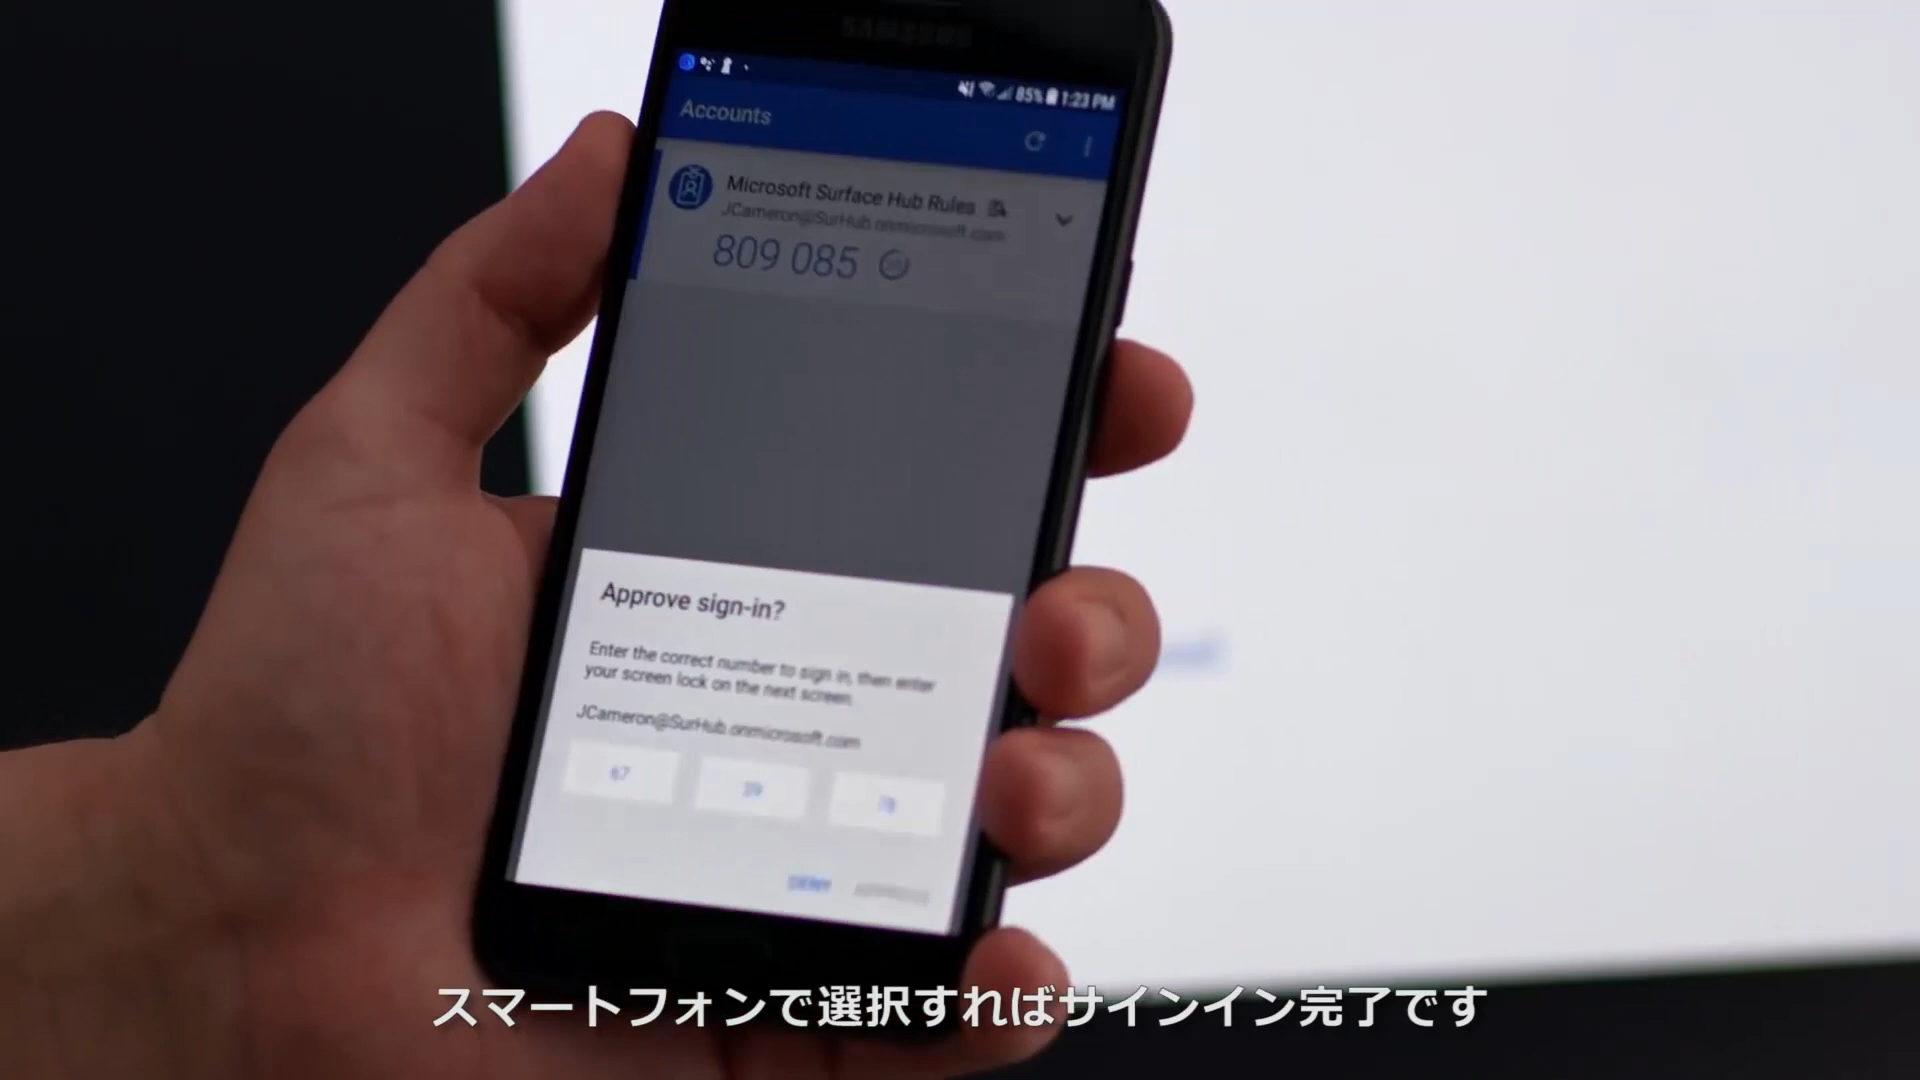 SAMSUNG
85% 1:23 PM
Accounts
Microsoft Surface Hub Rules
JCameron@SurHub.onmicrosoft.com
809 085
Approve sign-in?
Enter the correct number to sign in, then enter
your screen lock on the next screen.
JCameron@SurHub.onmicrosoft.com
67
DENY APPROVE
スマートフォンで選択すればサインイン完了です